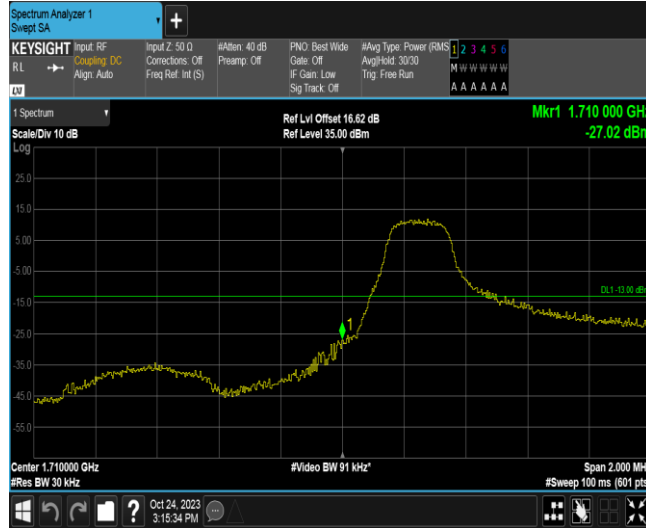 Spectrum Analyzer 1
Swept SA
+
KEYSIGHT Input: RF Input Z: 50 Ω #Atten: 40 dB PNO: Best Wide #Avg Type: Power (RMS 1 2 3 4 5 6
RL Coupling: DC Corrections: Off Preamp: Off Gate: Off Avg|Hold: 30/30 M W W W W W
Align: Auto Freq Ref: Int (S) IF Gain: Low Trig: Free Run
LXI Sig Track: Off A A A A A A
1 Spectrum Ref Lvl Offset 16.62 dB Mkr1 1.710 000 GHz
Scale/Div 10 dB Ref Level 35.00 dBm -27.02 dBm
Log
25.0
15.0
5.00
-5.00
DL1 -13.00 dBm
-15.0
1
-25.0
-35.0
-45.0
-55.0
Center 1.710000 GHz #Video BW 91 kHz* Span 2.000 MH
#Res BW 30 kHz #Sweep 100 ms (601 pts
? Oct 24, 2023
3:15:34 PM